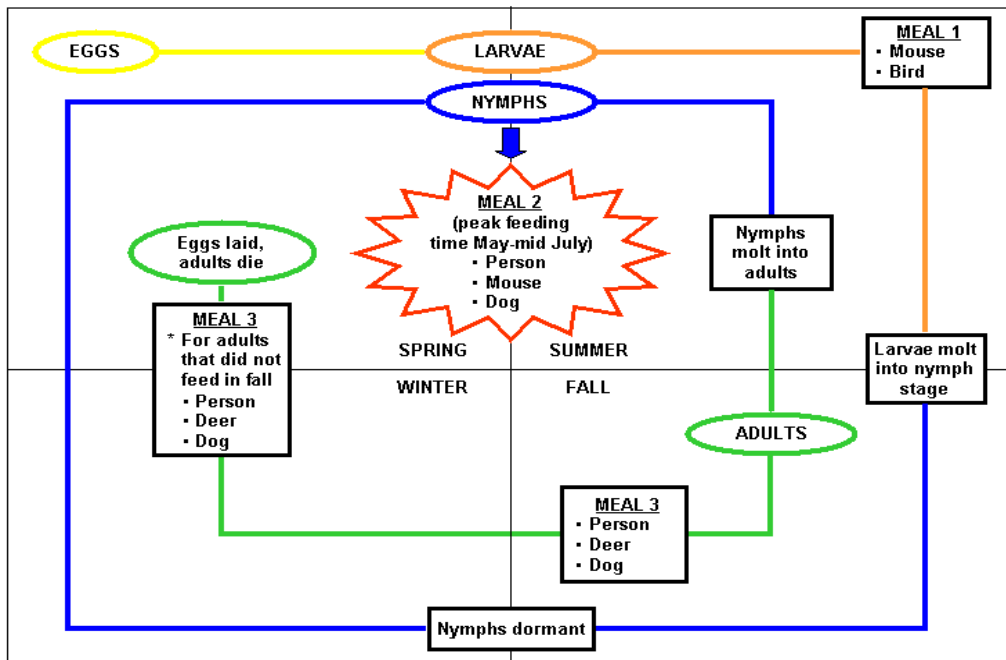 EGGS
LARVAE
MEAL 1
· Mouse
· Bird
NYMPHS
MEAL 2
(peak feeding
time May-mid July)
· Person
· Mouse
· Dog
Eggs laid,
adults die
Nymphs
molt into
adults
MEAL 3
* For adults
that did not
feed in fall
· Person
· Deer
· Dog
SPRING
SUMMER
WINTER
FALL
Larvae molt
into nymph
stage
ADULTS
MEAL 3
· Person
· Deer
· Dog
Nymphs dormant